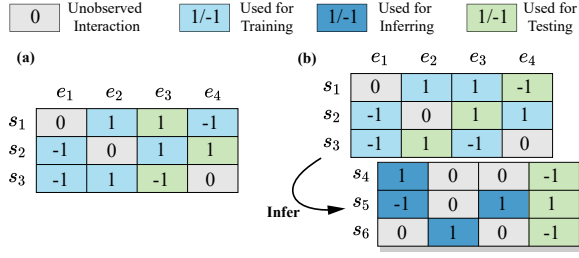 0 Unobserved Interaction 1/-1 Used for Training 1/-1 Used for Inferring 1/-1 Used for Testing
(a)
e1 e2 e3 e4
s1 0 1 1 -1
s2 -1 0 1 1
s3 -1 1 -1 0
(b)
e1 e2 e3 e4
s1 0 1 1 -1
s2 -1 0 1 1
s3 -1 1 -1 0
Infer
s4 1 0 0 -1
s5 -1 0 1 1
s6 0 1 0 -1